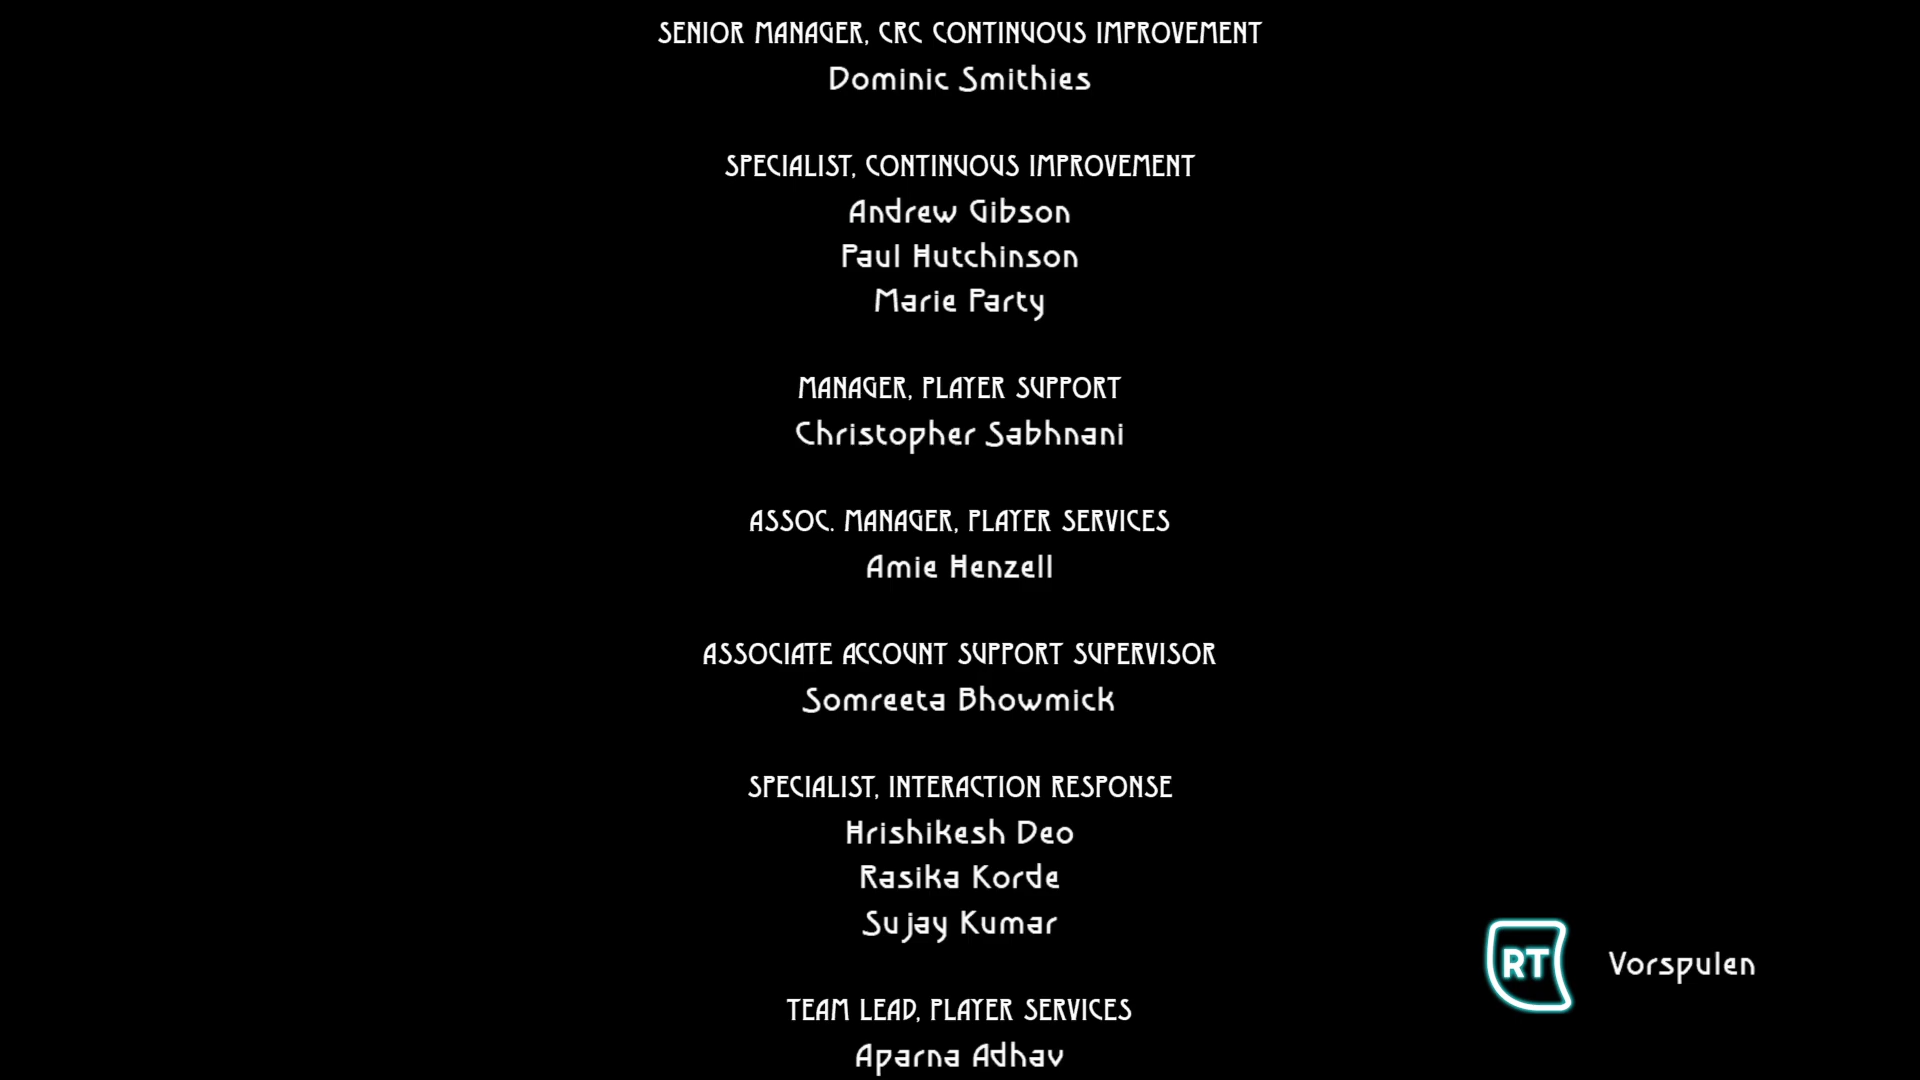 SENIOR MANAGER, CRC CONTINUOUS IMPROVEMENT
Dominic Smithies
SPECIALIST, CONTINUOUS IMPROVEMENT
Andrew Gibson
Paul Hutchinson
Marie Party
MANAGER, PLAYER SUPPORT
Christopher Sabhnani
ASSOC. MANAGER, PLAYER SERVICES
Amie Henzell
ASSOCIATE ACCOUNT SUPPORT SUPERVISOR
Somreeta Bhowmick
SPECIALIST, INTERACTION RESPONSE
Hrishikesh Deo
Rasika Korde
Sujay Kumar
RT Vorspulen
TEAM LEAD, PLAYER SERVICES
Aparna Adhav